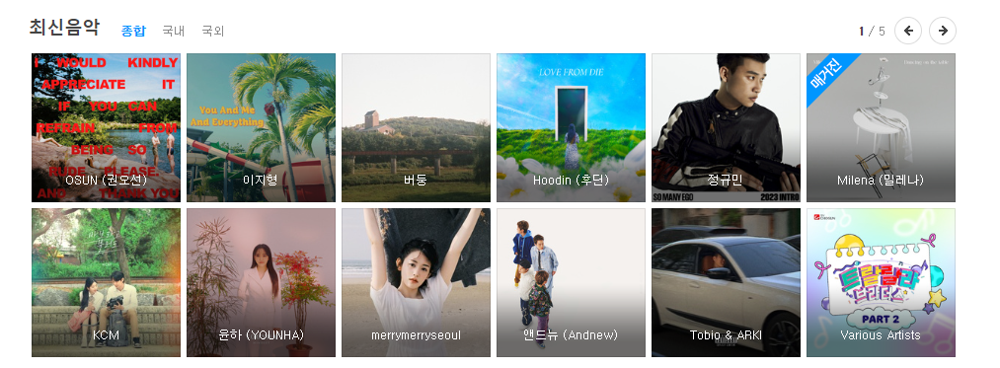 최신음악 종합 국내 국외 1 / 5
I WOULD KINDLY
APPRECIATE IT
IF YOU CAN
REFRAIN FROM
BEING SO
RUDE. PLEASE.
AND THANK YOU
OSUN (권오선)
You And Me
And Everything
이지형
버둥
LOVE FROM DIE
Hoodin (후딘)
SO MANY EGO 2023 INTRO
정규민
매거진
Milena (밀레나)
KCM
윤하 (YOUNHA)
merrymerryseoul
앤드뉴 (Andnew)
Tobio & ARKI
트랄랄라
브라더스
PART 2
Various Artists